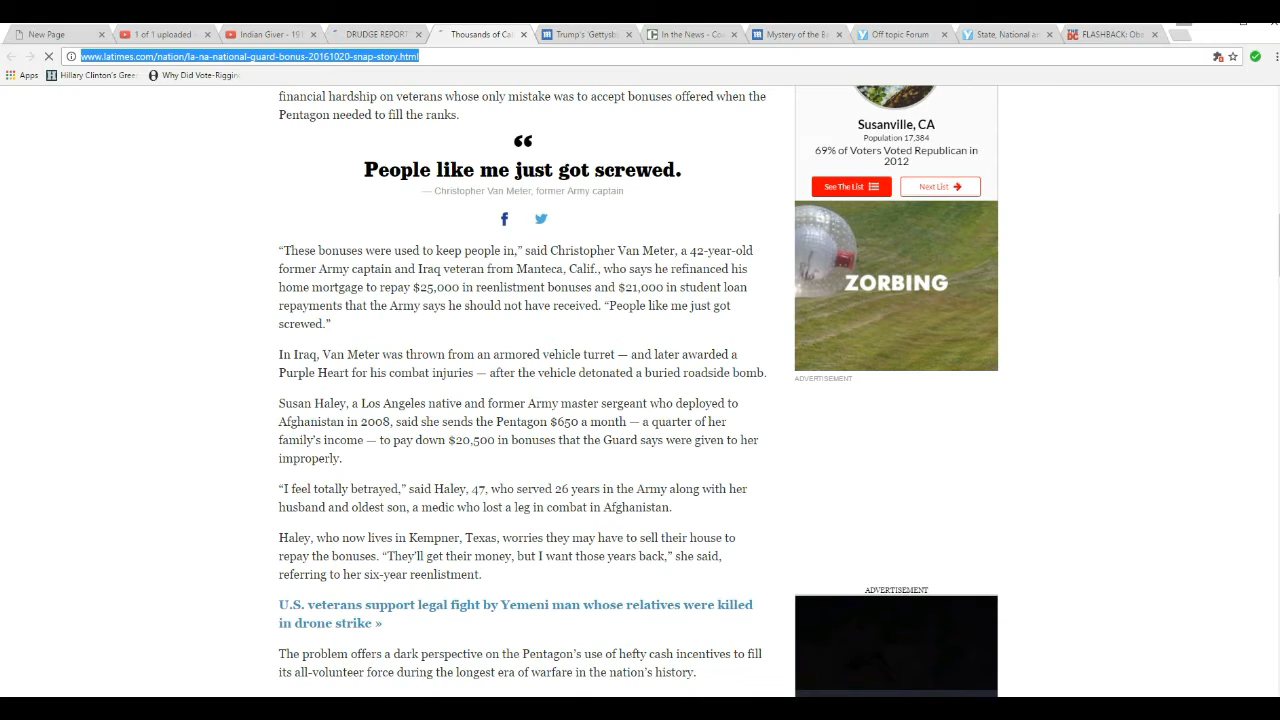 New Page
1 of 1 uploaded -
Indian Giver - 191
DRUDGE REPORT
Thousands of Cal
Trump's 'Gettysb
In the News - Co
Mystery of the Be
Off topic Forum
State, National an
FLASHBACK: Oba
www.latimes.com/nation/la-na-national-guard-bonus-20161020-snap-story.html
Apps
Hillary Clinton's Gree
Why Did Vote-Riggin
financial hardship on veterans whose only mistake was to accept bonuses offered when the
Pentagon needed to fill the ranks.
“
People like me just got screwed.
— Christopher Van Meter, former Army captain
“These bonuses were used to keep people in,” said Christopher Van Meter, a 42-year-old
former Army captain and Iraq veteran from Manteca, Calif., who says he refinanced his
home mortgage to repay $25,000 in reenlistment bonuses and $21,000 in student loan
repayments that the Army says he should not have received. “People like me just got
screwed.”
In Iraq, Van Meter was thrown from an armored vehicle turret — and later awarded a
Purple Heart for his combat injuries — after the vehicle detonated a buried roadside bomb.
Susan Haley, a Los Angeles native and former Army master sergeant who deployed to
Afghanistan in 2008, said she sends the Pentagon $650 a month — a quarter of her
family’s income — to pay down $20,500 in bonuses that the Guard says were given to her
improperly.
“I feel totally betrayed,” said Haley, 47, who served 26 years in the Army along with her
husband and oldest son, a medic who lost a leg in combat in Afghanistan.
Haley, who now lives in Kempner, Texas, worries they may have to sell their house to
repay the bonuses. “They’ll get their money, but I want those years back,” she said,
referring to her six-year reenlistment.
U.S. veterans support legal fight by Yemeni man whose relatives were killed
in drone strike »
The problem offers a dark perspective on the Pentagon’s use of hefty cash incentives to fill
its all-volunteer force during the longest era of warfare in the nation’s history.
Susanville, CA
Population 17,384
69% of Voters Voted Republican in
2012
See The List
Next List
ZORBING
ADVERTISEMENT
ADVERTISEMENT